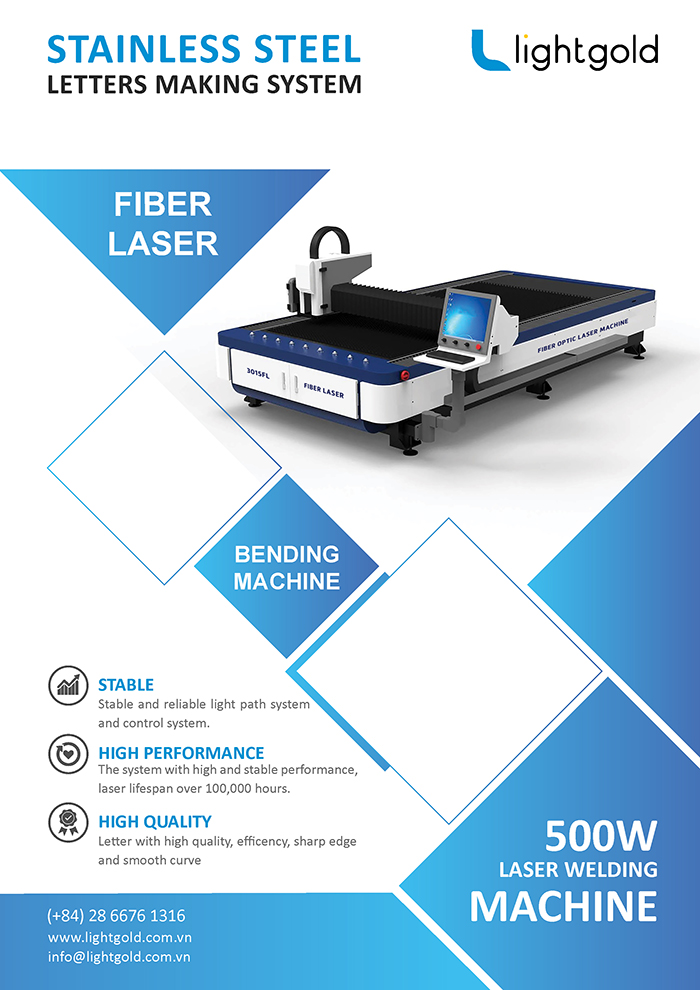 STAINLESS STEEL
LETTERS MAKING SYSTEM
lightgold
FIBER
LASER
3015FL
FIBER LASER
FIBER OPTIC LASER MACHINE
BENDING
MACHINE
STABLE
Stable and reliable light path system
and control system.
HIGH PERFORMANCE
The system with high and stable performance,
laser lifespan over 100,000 hours.
HIGH QUALITY
Letter with high quality, efficency, sharp edge
and smooth curve
500W
LASER WELDING
MACHINE
(+84) 28 6676 1316
www.lightgold.com.vn
info@lightgold.com.vn